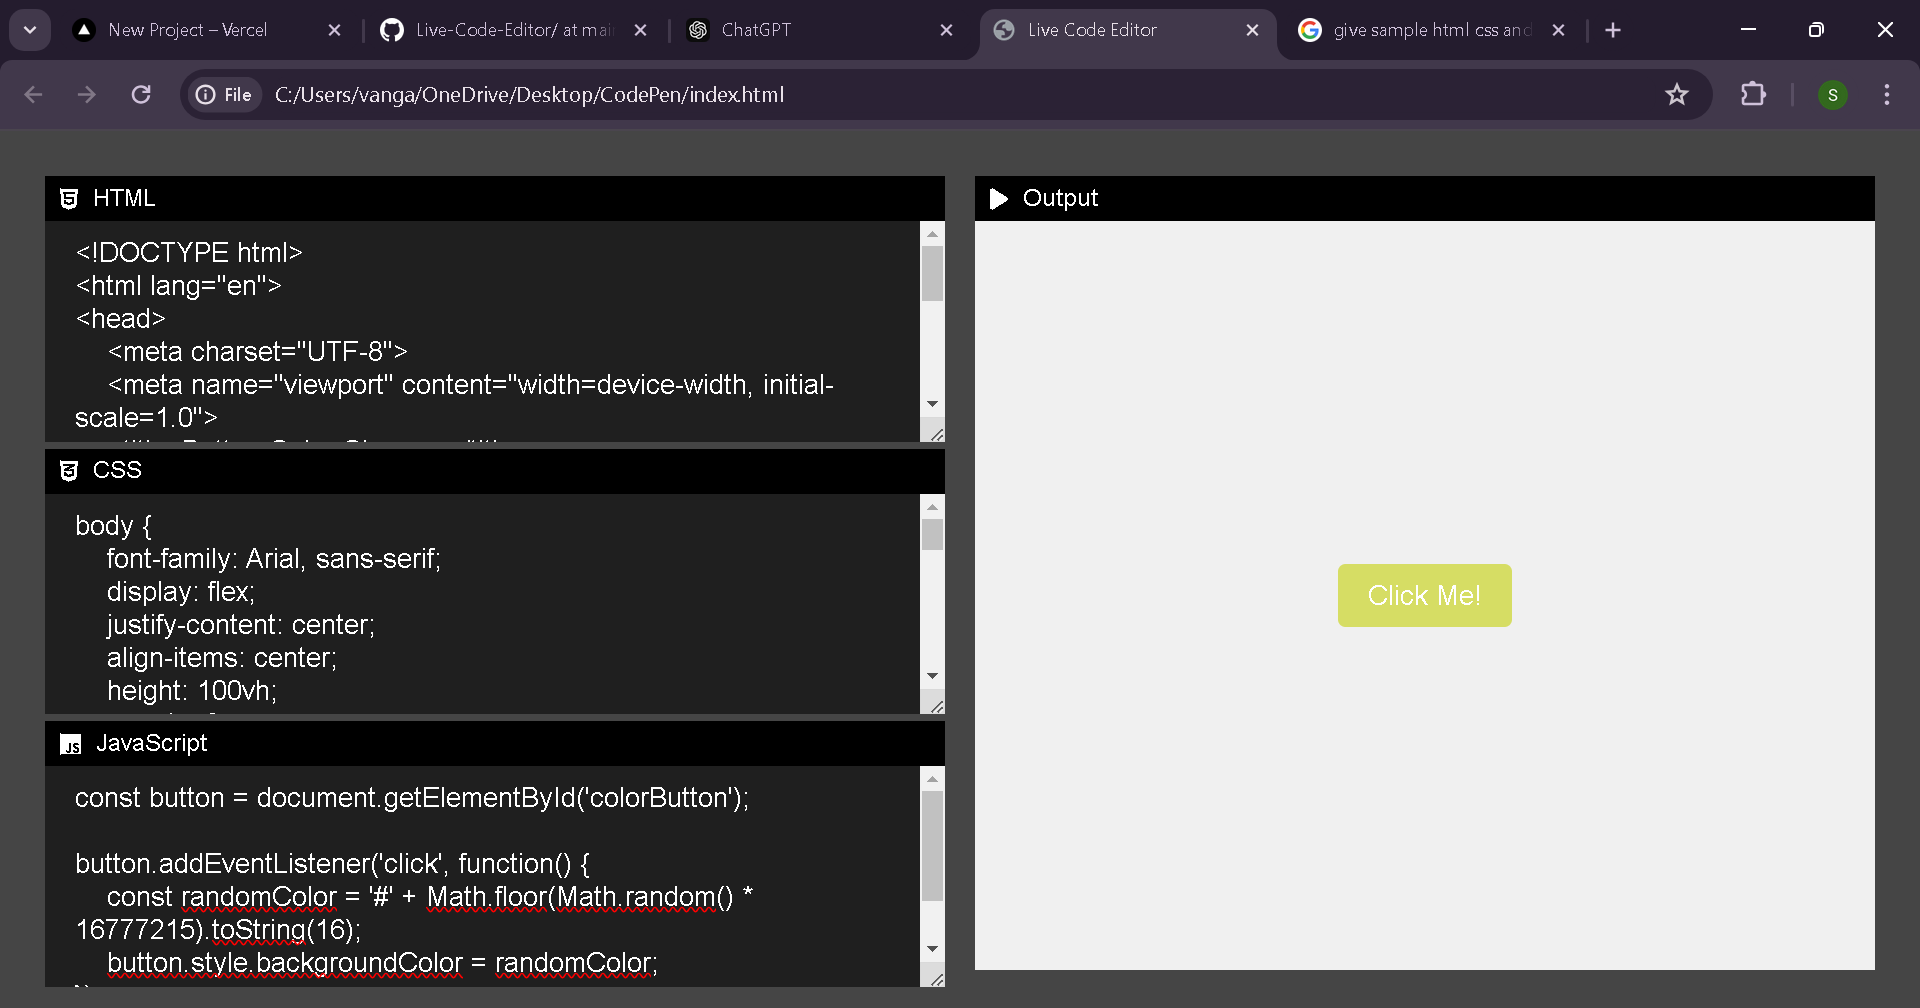 New Project – Vercel
Live-Code-Editor/ at mai
ChatGPT
Live Code Editor
give sample html css and
File
C:/Users/vanga/OneDrive/Desktop/CodePen/index.html
S
HTML
<!DOCTYPE html>
<html lang="en">
<head>
<meta charset="UTF-8">
<meta name="viewport" content="width=device-width, initial-
scale=1.0">
CSS
body {
font-family: Arial, sans-serif;
display: flex;
justify-content: center;
align-items: center;
height: 100vh;
JS JavaScript
const button = document.getElementById('colorButton');
button.addEventListener('click', function() {
const randomColor = '#' + Math.floor(Math.random() *
16777215).toString(16);
button.style.backgroundColor = randomColor;
Output
Click Me!